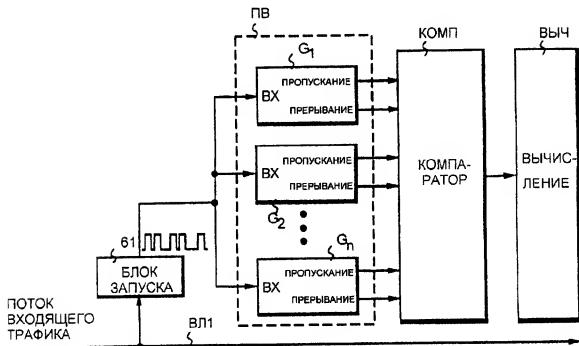 ПВ
КОМП
ВЫЧ
G1
ПРОПУСКАНИЕ
ВХ
ПРЕРЫВАНИЕ
ПРОПУСКАНИЕ
ВХ
ПРЕРЫВАНИЕ
G2
КОМПА-
РАТОР
ВЫЧИС-
ЛЕНИЕ
61
Gn
БЛОК
ЗАПУСКА
ПРОПУСКАНИЕ
ВХ
ПРЕРЫВАНИЕ
ПОТОК
ВХОДЯЩЕГО
ТРАФИКА
ВЛ1